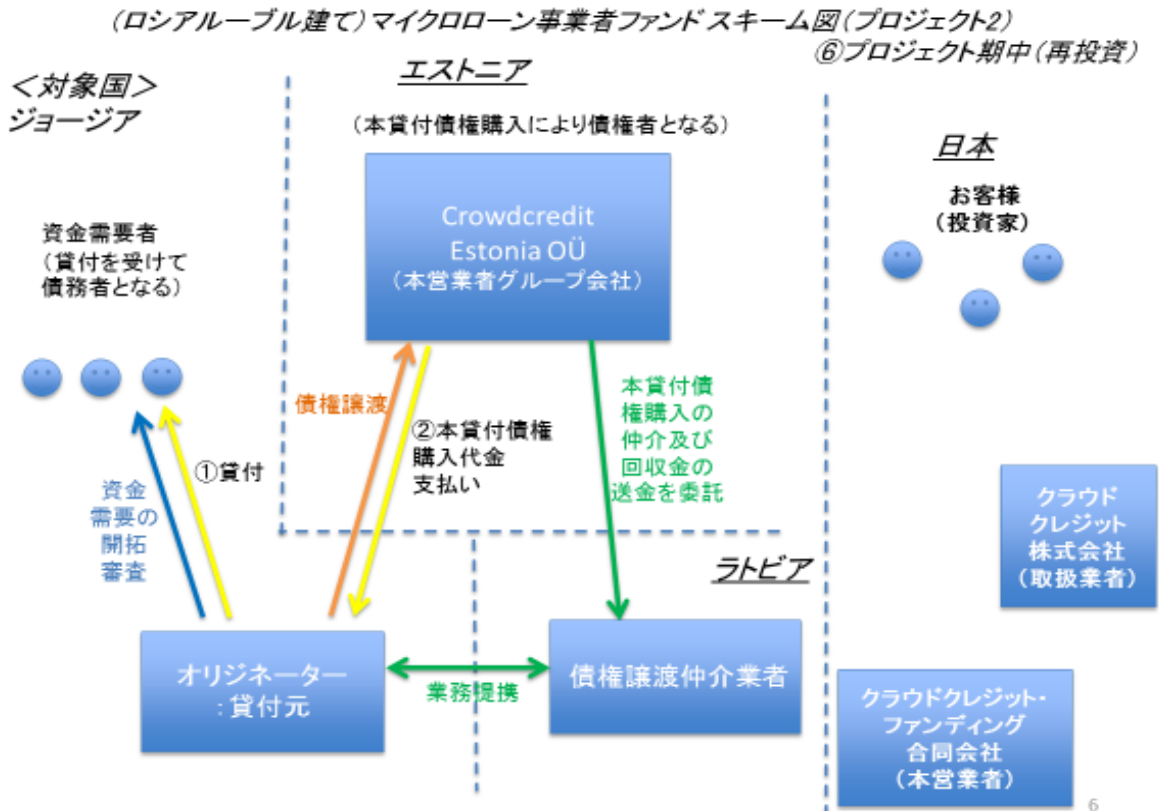 (ロシアルーブル建て)マイクロローン事業者ファンド スキーム図(プロジェクト2)
⑥プロジェクト期中(再投資)
<対象国>
ジョージア
エストニア
(本貸付債権購入により債権者となる)
日本
お客様
(投資家)
Crowdcredit
Estonia OÜ
(本営業者グループ会社)
資金需要者
(貸付を受けて
債務者となる)
債権譲渡
②本貸付債権
購入代金
支払い
本貸付債
権購入の
仲介及び
回収金の
送金を委託
①貸付
資金
需要の
開拓
審査
ラトビア
クラウド
クレジット
株式会社
(取扱業者)
オリジネーター
:貸付元
業務提携
債権譲渡仲介業者
クラウドクレジット・
ファンディング
合同会社
(本営業者)
6